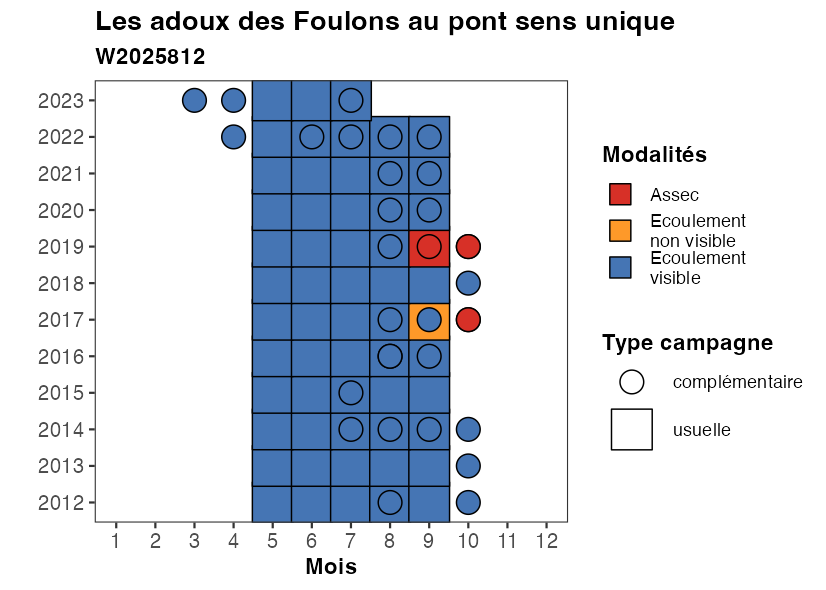 Les adoux des Foulons au pont sens unique
W2025812
2023
2022
2021
2020
2019
2018
2017
2016
2015
2014
2013
2012
1 2 3 4 5 6 7 8 9 10 11 12
Mois
Modalités
Assec
Ecoulement
non visible
Ecoulement
visible
Type campagne
complémentaire
usuelle